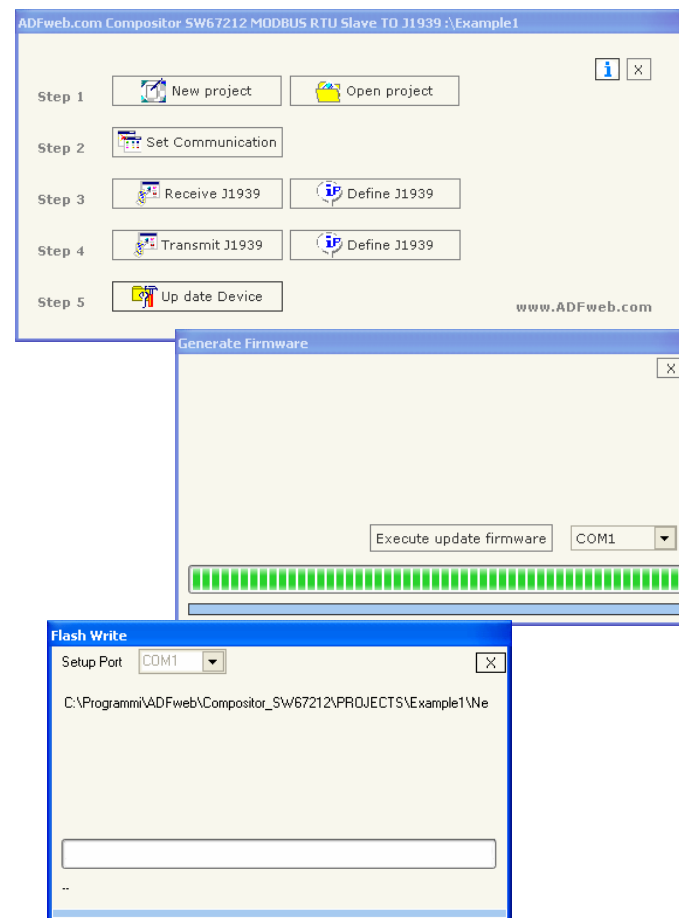 ADFweb.com Compositor SW67212 MODBUS RTU Slave TO J1939 :\Example1
i X
Step 1 New project Open project
Step 2 Set Communication
Step 3 Receive J1939 iP Define J1939
Step 4 Transmit J1939 iP Define J1939
Step 5 Up date Device
www.ADFweb.com
Generate Firmware
X
Execute update firmware COM1
Flash Write
Setup Port COM1 X
C:\Programmi\ADFweb\Compositor_SW67212\PROJECTS\Example1\Ne
--